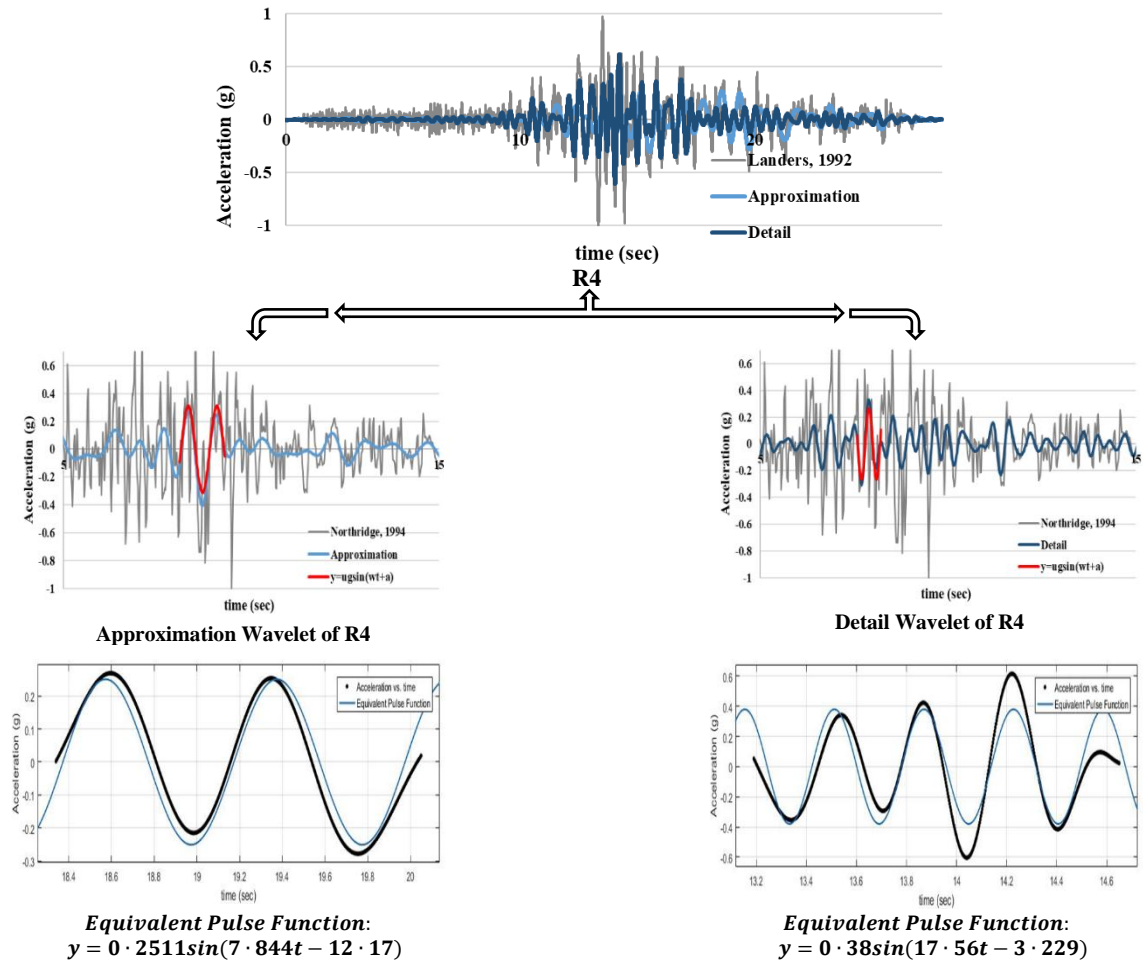 1
0.5
0
-0.5
-1
0
10
20
Acceleration (g)
time (sec)
Landers, 1992
Approximation
Detail
R4
0.6
0.4
0.2
0
-0.2
-0.4
-0.6
-0.8
-1
5
15
Acceleration (g)
Northridge, 1994
Approximation
y=ugsin(wt+a)
time (sec)
Approximation Wavelet of R4
0.6
0.4
0.2
0
-0.2
-0.4
-0.6
-0.8
-1
5
15
Acceleration (g)
Northridge, 1994
Detail
y=ugsin(wt+a)
time (sec)
Detail Wavelet of R4
0.2
0.1
0
-0.1
-0.2
-0.3
Acceleration (g)
Acceleration vs. time
Equivalent Pulse Function
18.4 18.6 18.8 19 19.2 19.4 19.6 19.8 20
time (sec)
Equivalent Pulse Function:
y = 0·2511sin(7·844t − 12·17)
0.6
0.4
0.2
0
-0.2
-0.4
-0.6
Acceleration (g)
Acceleration vs. time
Equivalent Pulse Function
13.2 13.4 13.6 13.8 14 14.2 14.4 14.6
time (sec)
Equivalent Pulse Function:
y = 0·38sin(17·56t − 3·229)